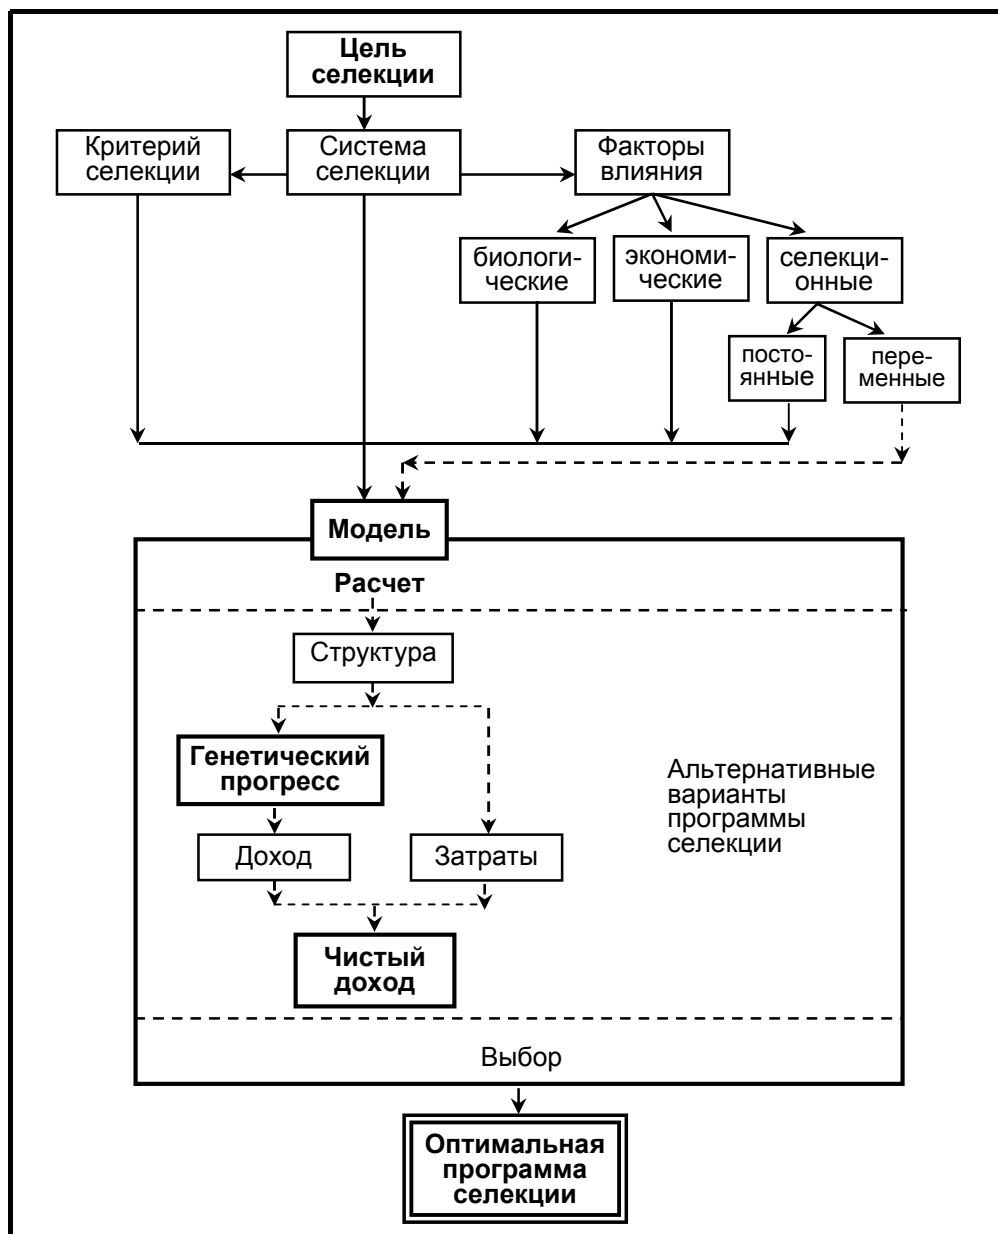 Цель
селекции
Критерий
селекции
Система
селекции
Факторы
влияния
биологи-
ческие
экономи-
ческие
селекци-
онные
посто-
янные
пере-
менные
Модель
Расчет
Структура
Генетический
прогресс
Альтернативные
варианты
программы
селекции
Доход
Затраты
Чистый
доход
Выбор
Оптимальная
программа
селекции